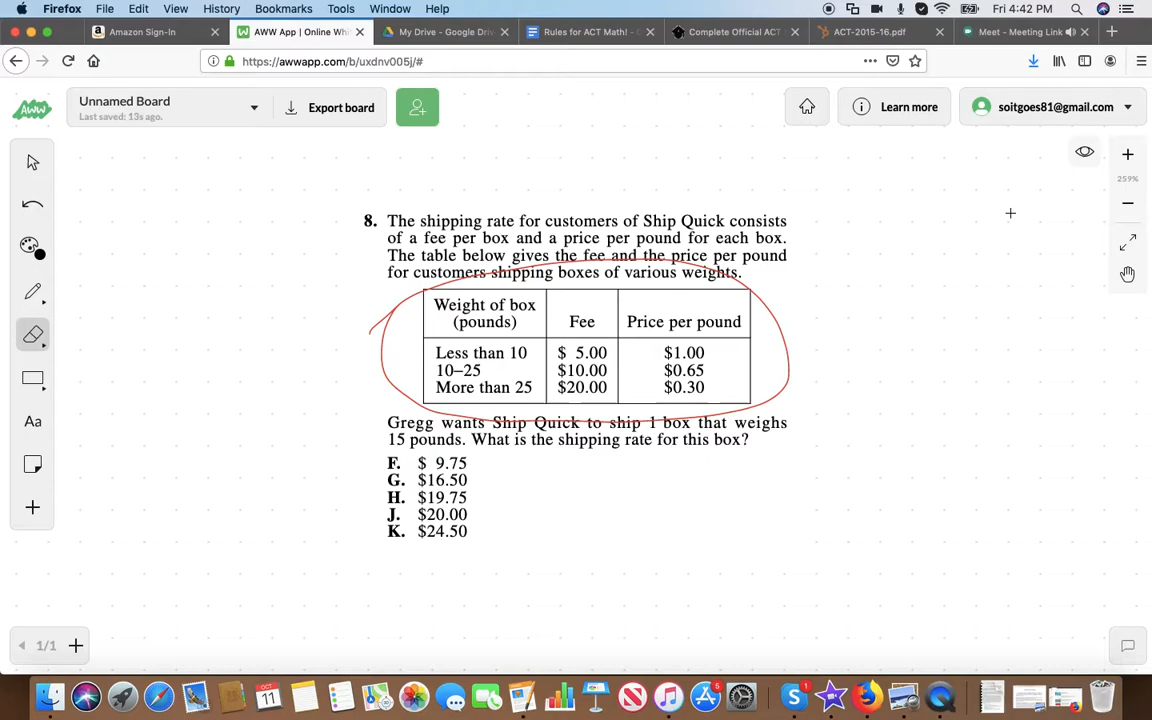 Firefox File Edit View History Bookmarks Tools Window Help Fri 4:42 PM
Amazon Sign-In AWW App | Online Whi My Drive - Google Driv Rules for ACT Math! - G Complete Official ACT ACT-2015-16.pdf Meet - Meeting Link
https://awwapp.com/b/uxdnv005j/#
AWW Unnamed Board Export board Learn more soitgoes81@gmail.com
Last saved: 13s ago.
259%
8. The shipping rate for customers of Ship Quick consists
of a fee per box and a price per pound for each box.
The table below gives the fee and the price per pound
for customers shipping boxes of various weights.
Weight of box
(pounds) Fee Price per pound
Less than 10 $ 5.00 $1.00
10–25 $10.00 $0.65
More than 25 $20.00 $0.30
Gregg wants Ship Quick to ship 1 box that weighs
15 pounds. What is the shipping rate for this box?
F. $ 9.75
G. $16.50
H. $19.75
J. $20.00
K. $24.50
Aa
1/1
OCT
11
5
1